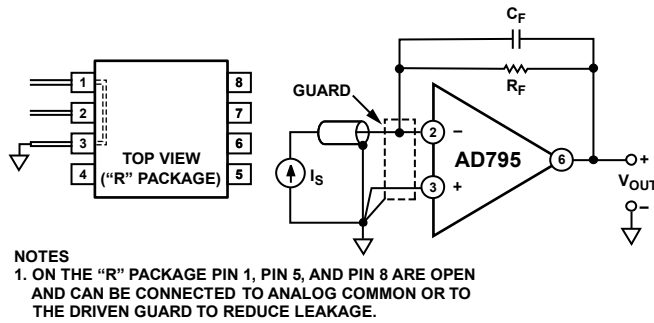 1
2
3
4
8
7
6
5
TOP VIEW
("R" PACKAGE)
GUARD
IS
CF
RF
2
−
3
+
AD795
6
+
VOUT
−
NOTES
1. ON THE "R" PACKAGE PIN 1, PIN 5, AND PIN 8 ARE OPEN
AND CAN BE CONNECTED TO ANALOG COMMON OR TO
THE DRIVEN GUARD TO REDUCE LEAKAGE.